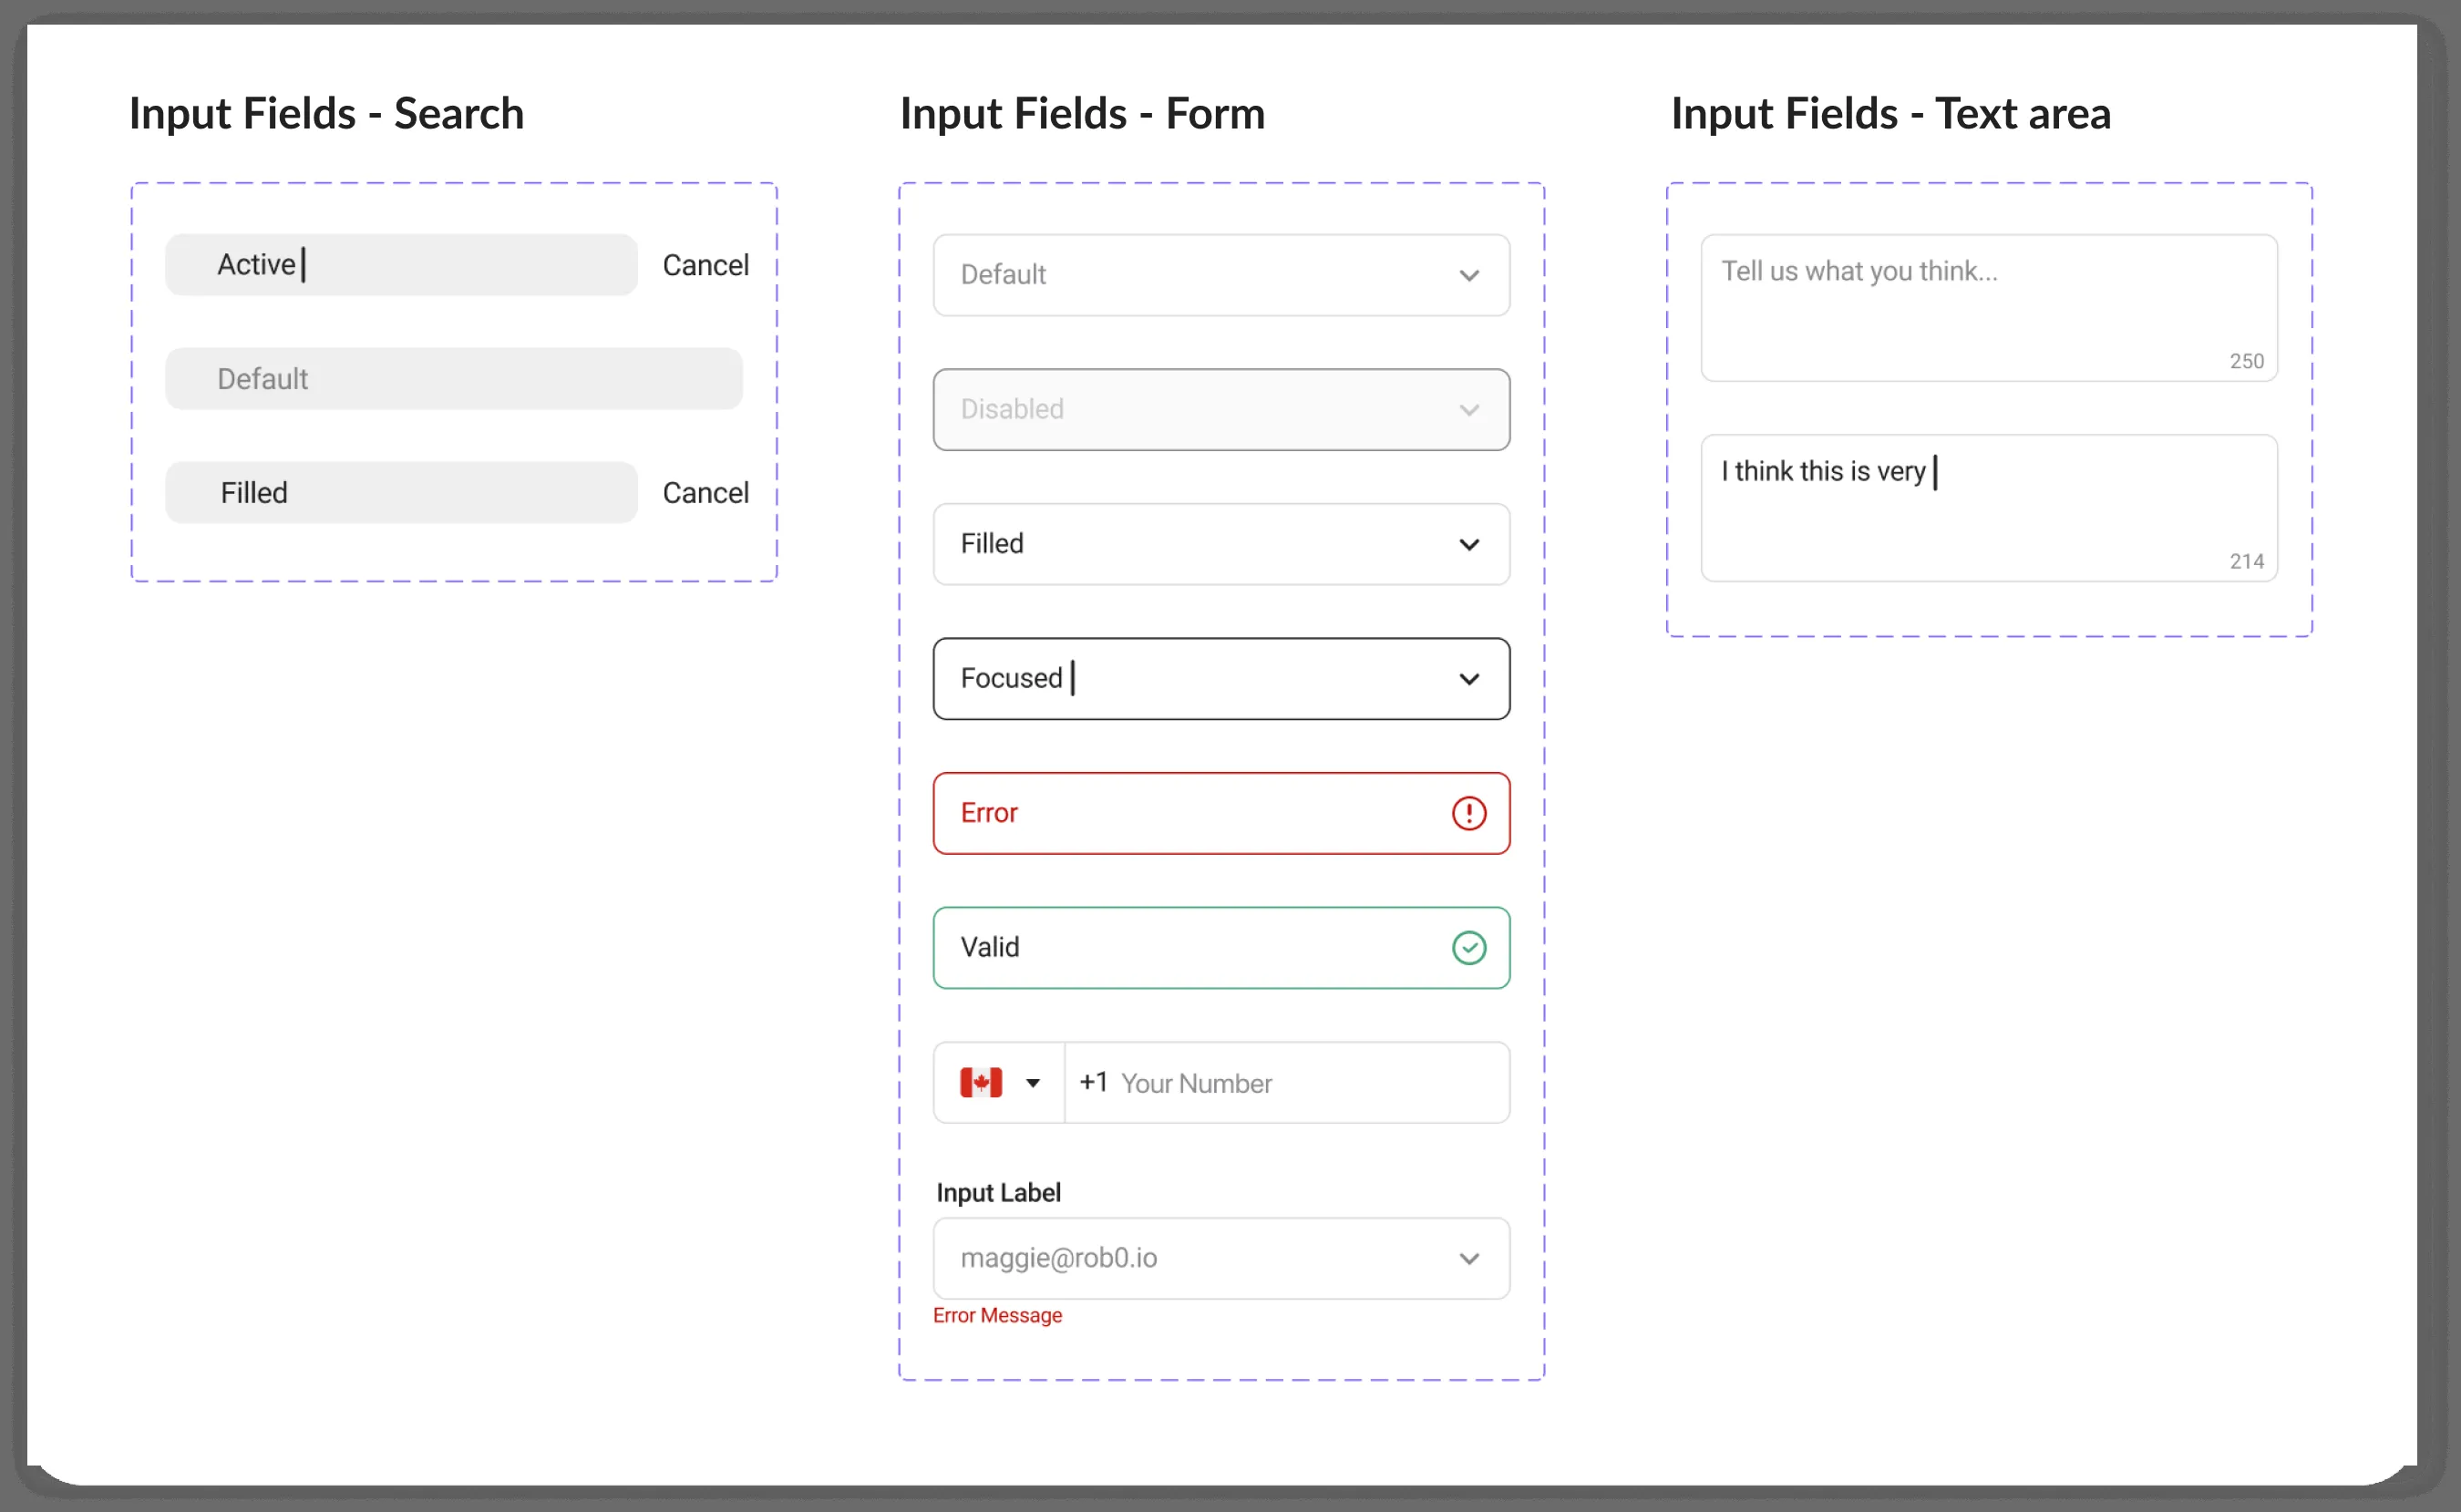 Input Fields - Search
Active
Cancel
Default
Filled
Cancel
Input Fields - Form
Default
Disabled
Filled
Focused
Error
Valid
+1 Your Number
Input Label
maggie@rob0.io
Error Message
Input Fields - Text area
Tell us what you think...
250
I think this is very
214